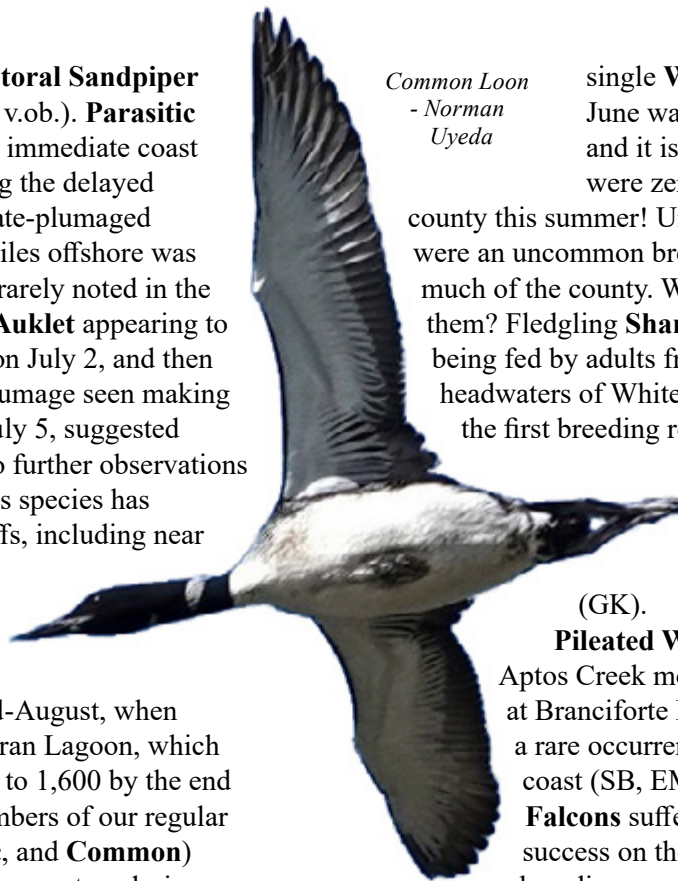 toral Sandpiper
v.ob.). Parasitic
immediate coast
g the delayed
ate-plumaged
iles offshore was
rarely noted in the
Auklet appearing to
on July 2, and then
umage seen making
uly 5, suggested
o further observations
s species has
ffs, including near
d-August, when
ran Lagoon, which
to 1,600 by the end
mbers of our regular
, and Common)
Common Loon
- Norman
Uyeda
single W
June wa
and it is
were ze
county this summer! U
were an uncommon bre
much of the county. W
them? Fledgling Shar
being fed by adults fr
headwaters of White
the first breeding r
(GK).
Pileated W
Aptos Creek m
at Branciforte
a rare occurre
coast (SB, EM
Falcons suffe
success on th